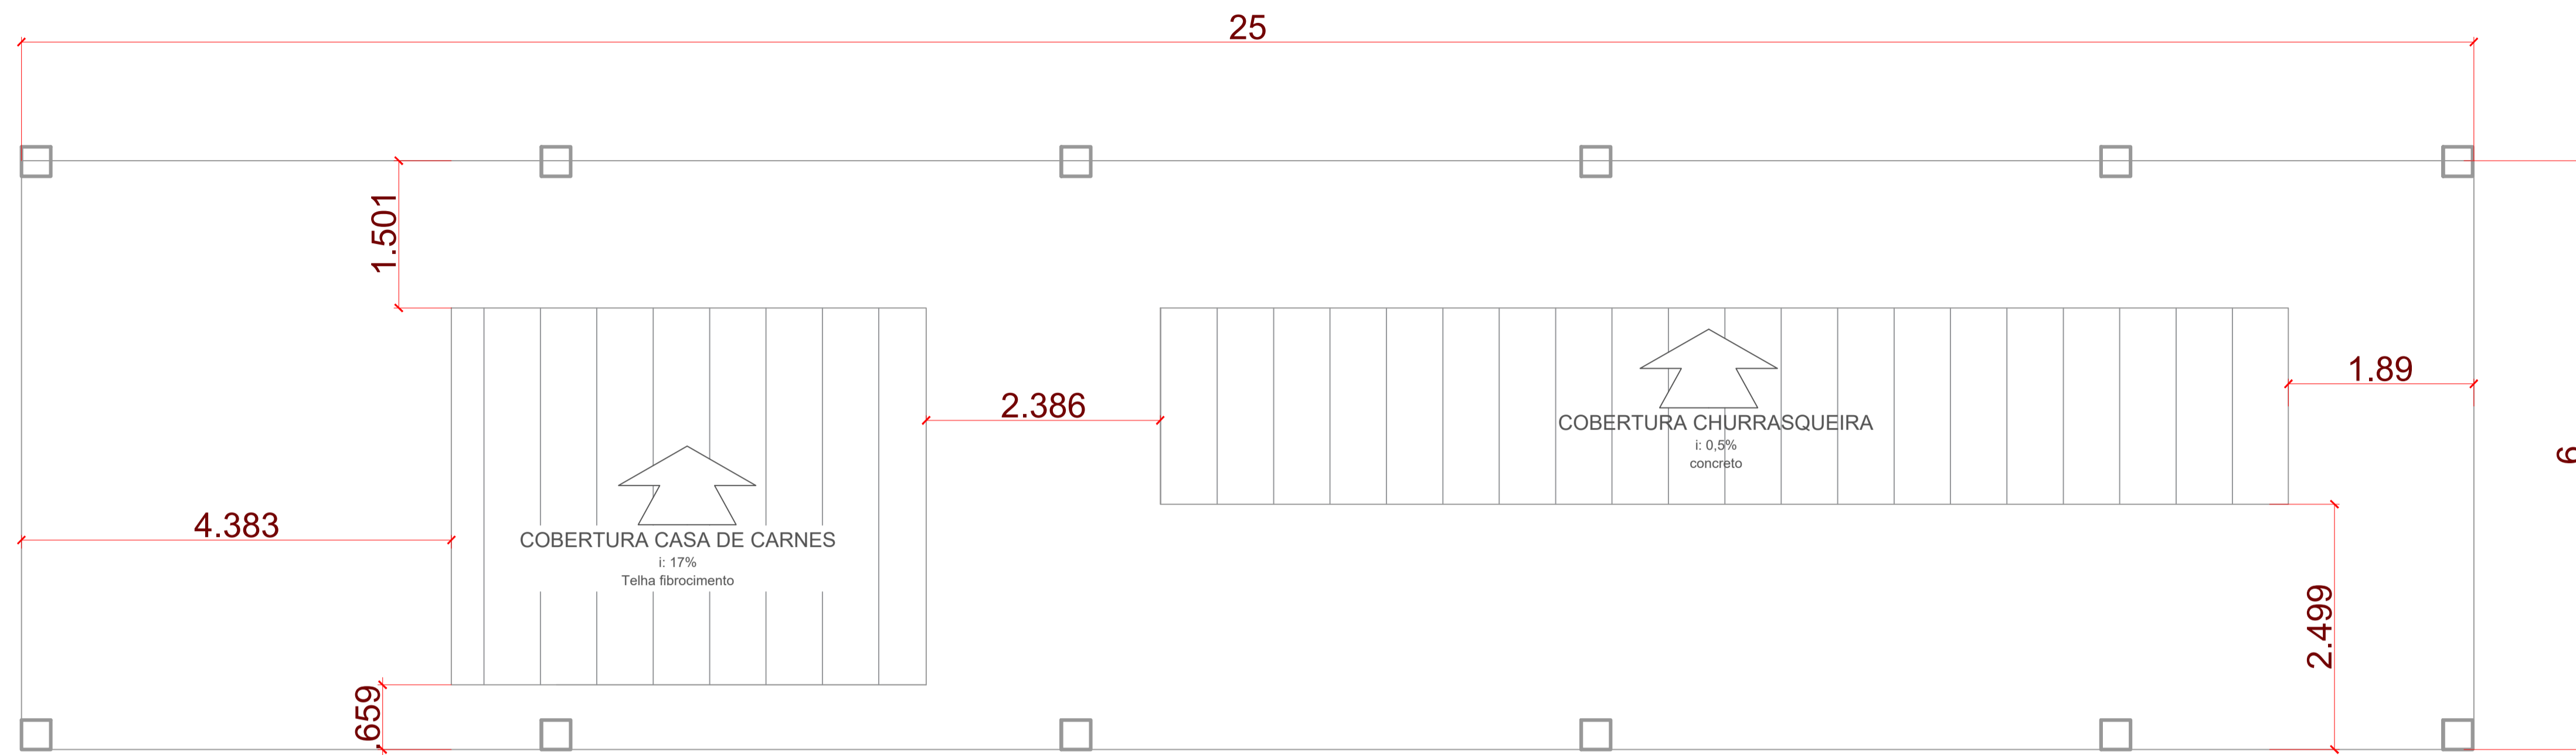 25
1.501
1.89
2.386
COBERTURA CHURRASQUEIRA
i: 0,5%
concreto
6
4.383
COBERTURA CASA DE CARNES
i: 17%
Telha fibrocimento
2.499
.659